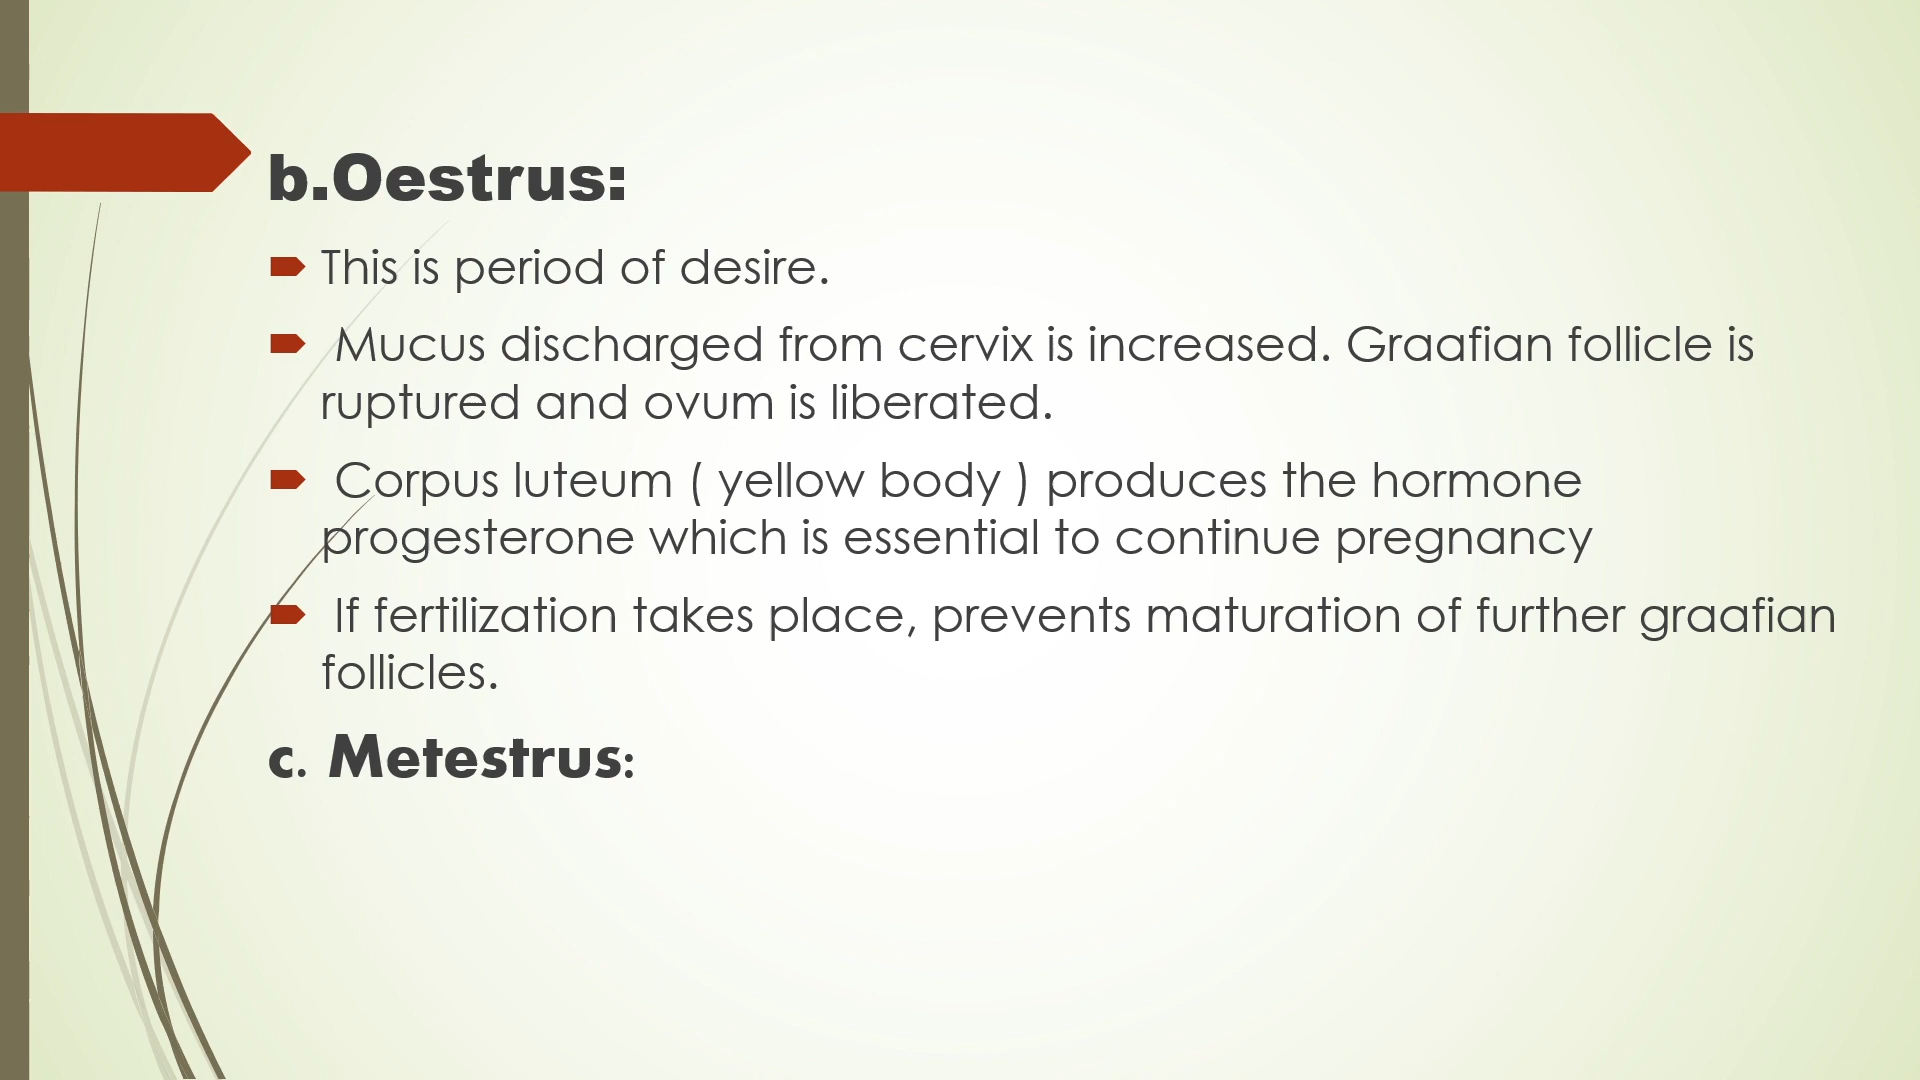 b.Oestrus:
This is period of desire.
Mucus discharged from cervix is increased. Graafian follicle is
ruptured and ovum is liberated.
Corpus luteum ( yellow body ) produces the hormone
progesterone which is essential to continue pregnancy
If fertilization takes place, prevents maturation of further graafian
follicles.
c. Metestrus: